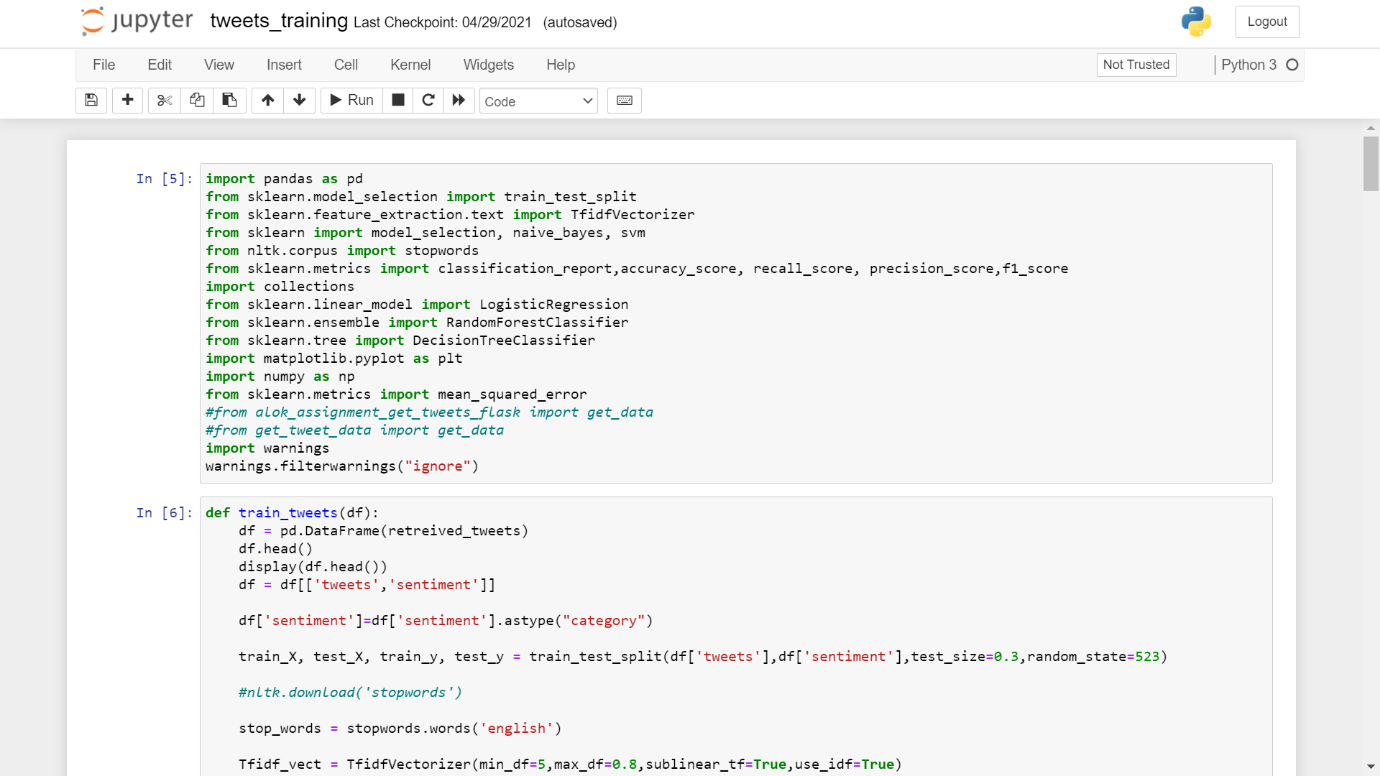 jupyter tweets_training Last Checkpoint: 04/29/2021 (autosaved) Logout
File Edit View Insert Cell Kernel Widgets Help Not Trusted Python 3
Run Code
In [5]: import pandas as pd
from sklearn.model_selection import train_test_split
from sklearn.feature_extraction.text import TfidfVectorizer
from sklearn import model_selection, naive_bayes, svm
from nltk.corpus import stopwords
from sklearn.metrics import classification_report,accuracy_score, recall_score, precision_score,f1_score
import collections
from sklearn.linear_model import LogisticRegression
from sklearn.ensemble import RandomForestClassifier
from sklearn.tree import DecisionTreeClassifier
import matplotlib.pyplot as plt
import numpy as np
from sklearn.metrics import mean_squared_error
#from alok_assignment_get_tweets_flask import get_data
#from get_tweet_data import get_data
import warnings
warnings.filterwarnings("ignore")
In [6]: def train_tweets(df):
df = pd.DataFrame(retreived_tweets)
df.head()
display(df.head())
df = df[['tweets','sentiment']]
df['sentiment']=df['sentiment'].astype("category")
train_X, test_X, train_y, test_y = train_test_split(df['tweets'],df['sentiment'],test_size=0.3,random_state=523)
#nltk.download('stopwords')
stop_words = stopwords.words('english')
Tfidf_vect = TfidfVectorizer(min_df=5,max_df=0.8,sublinear_tf=True,use_idf=True)